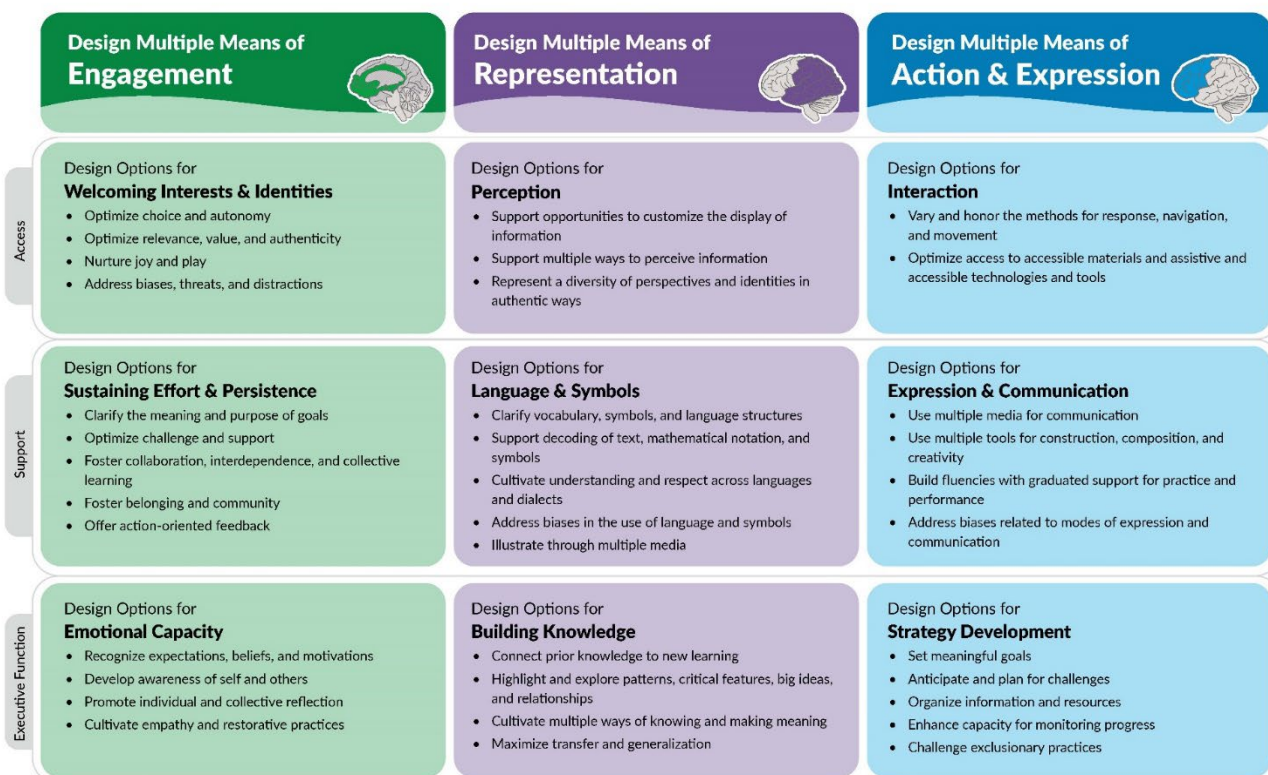 Design Multiple Means of
Engagement
Design Multiple Means of
Representation
Design Multiple Means of
Action & Expression
Access
Design Options for
Welcoming Interests & Identities
• Optimize choice and autonomy
• Optimize relevance, value, and authenticity
• Nurture joy and play
• Address biases, threats, and distractions
Design Options for
Perception
• Support opportunities to customize the display of
information
• Support multiple ways to perceive information
• Represent a diversity of perspectives and identities in
authentic ways
Design Options for
Interaction
• Vary and honor the methods for response, navigation,
and movement
• Optimize access to accessible materials and assistive and
accessible technologies and tools
Support
Design Options for
Sustaining Effort & Persistence
• Clarify the meaning and purpose of goals
• Optimize challenge and support
• Foster collaboration, interdependence, and collective
learning
• Foster belonging and community
• Offer action-oriented feedback
Design Options for
Language & Symbols
• Clarify vocabulary, symbols, and language structures
• Support decoding of text, mathematical notation, and
symbols
• Cultivate understanding and respect across languages
and dialects
• Address biases in the use of language and symbols
• Illustrate through multiple media
Design Options for
Expression & Communication
• Use multiple media for communication
• Use multiple tools for construction, composition, and
creativity
• Build fluencies with graduated support for practice and
performance
• Address biases related to modes of expression and
communication
Executive Function
Design Options for
Emotional Capacity
• Recognize expectations, beliefs, and motivations
• Develop awareness of self and others
• Promote individual and collective reflection
• Cultivate empathy and restorative practices
Design Options for
Building Knowledge
• Connect prior knowledge to new learning
• Highlight and explore patterns, critical features, big ideas,
and relationships
• Cultivate multiple ways of knowing and making meaning
• Maximize transfer and generalization
Design Options for
Strategy Development
• Set meaningful goals
• Anticipate and plan for challenges
• Organize information and resources
• Enhance capacity for monitoring progress
• Challenge exclusionary practices